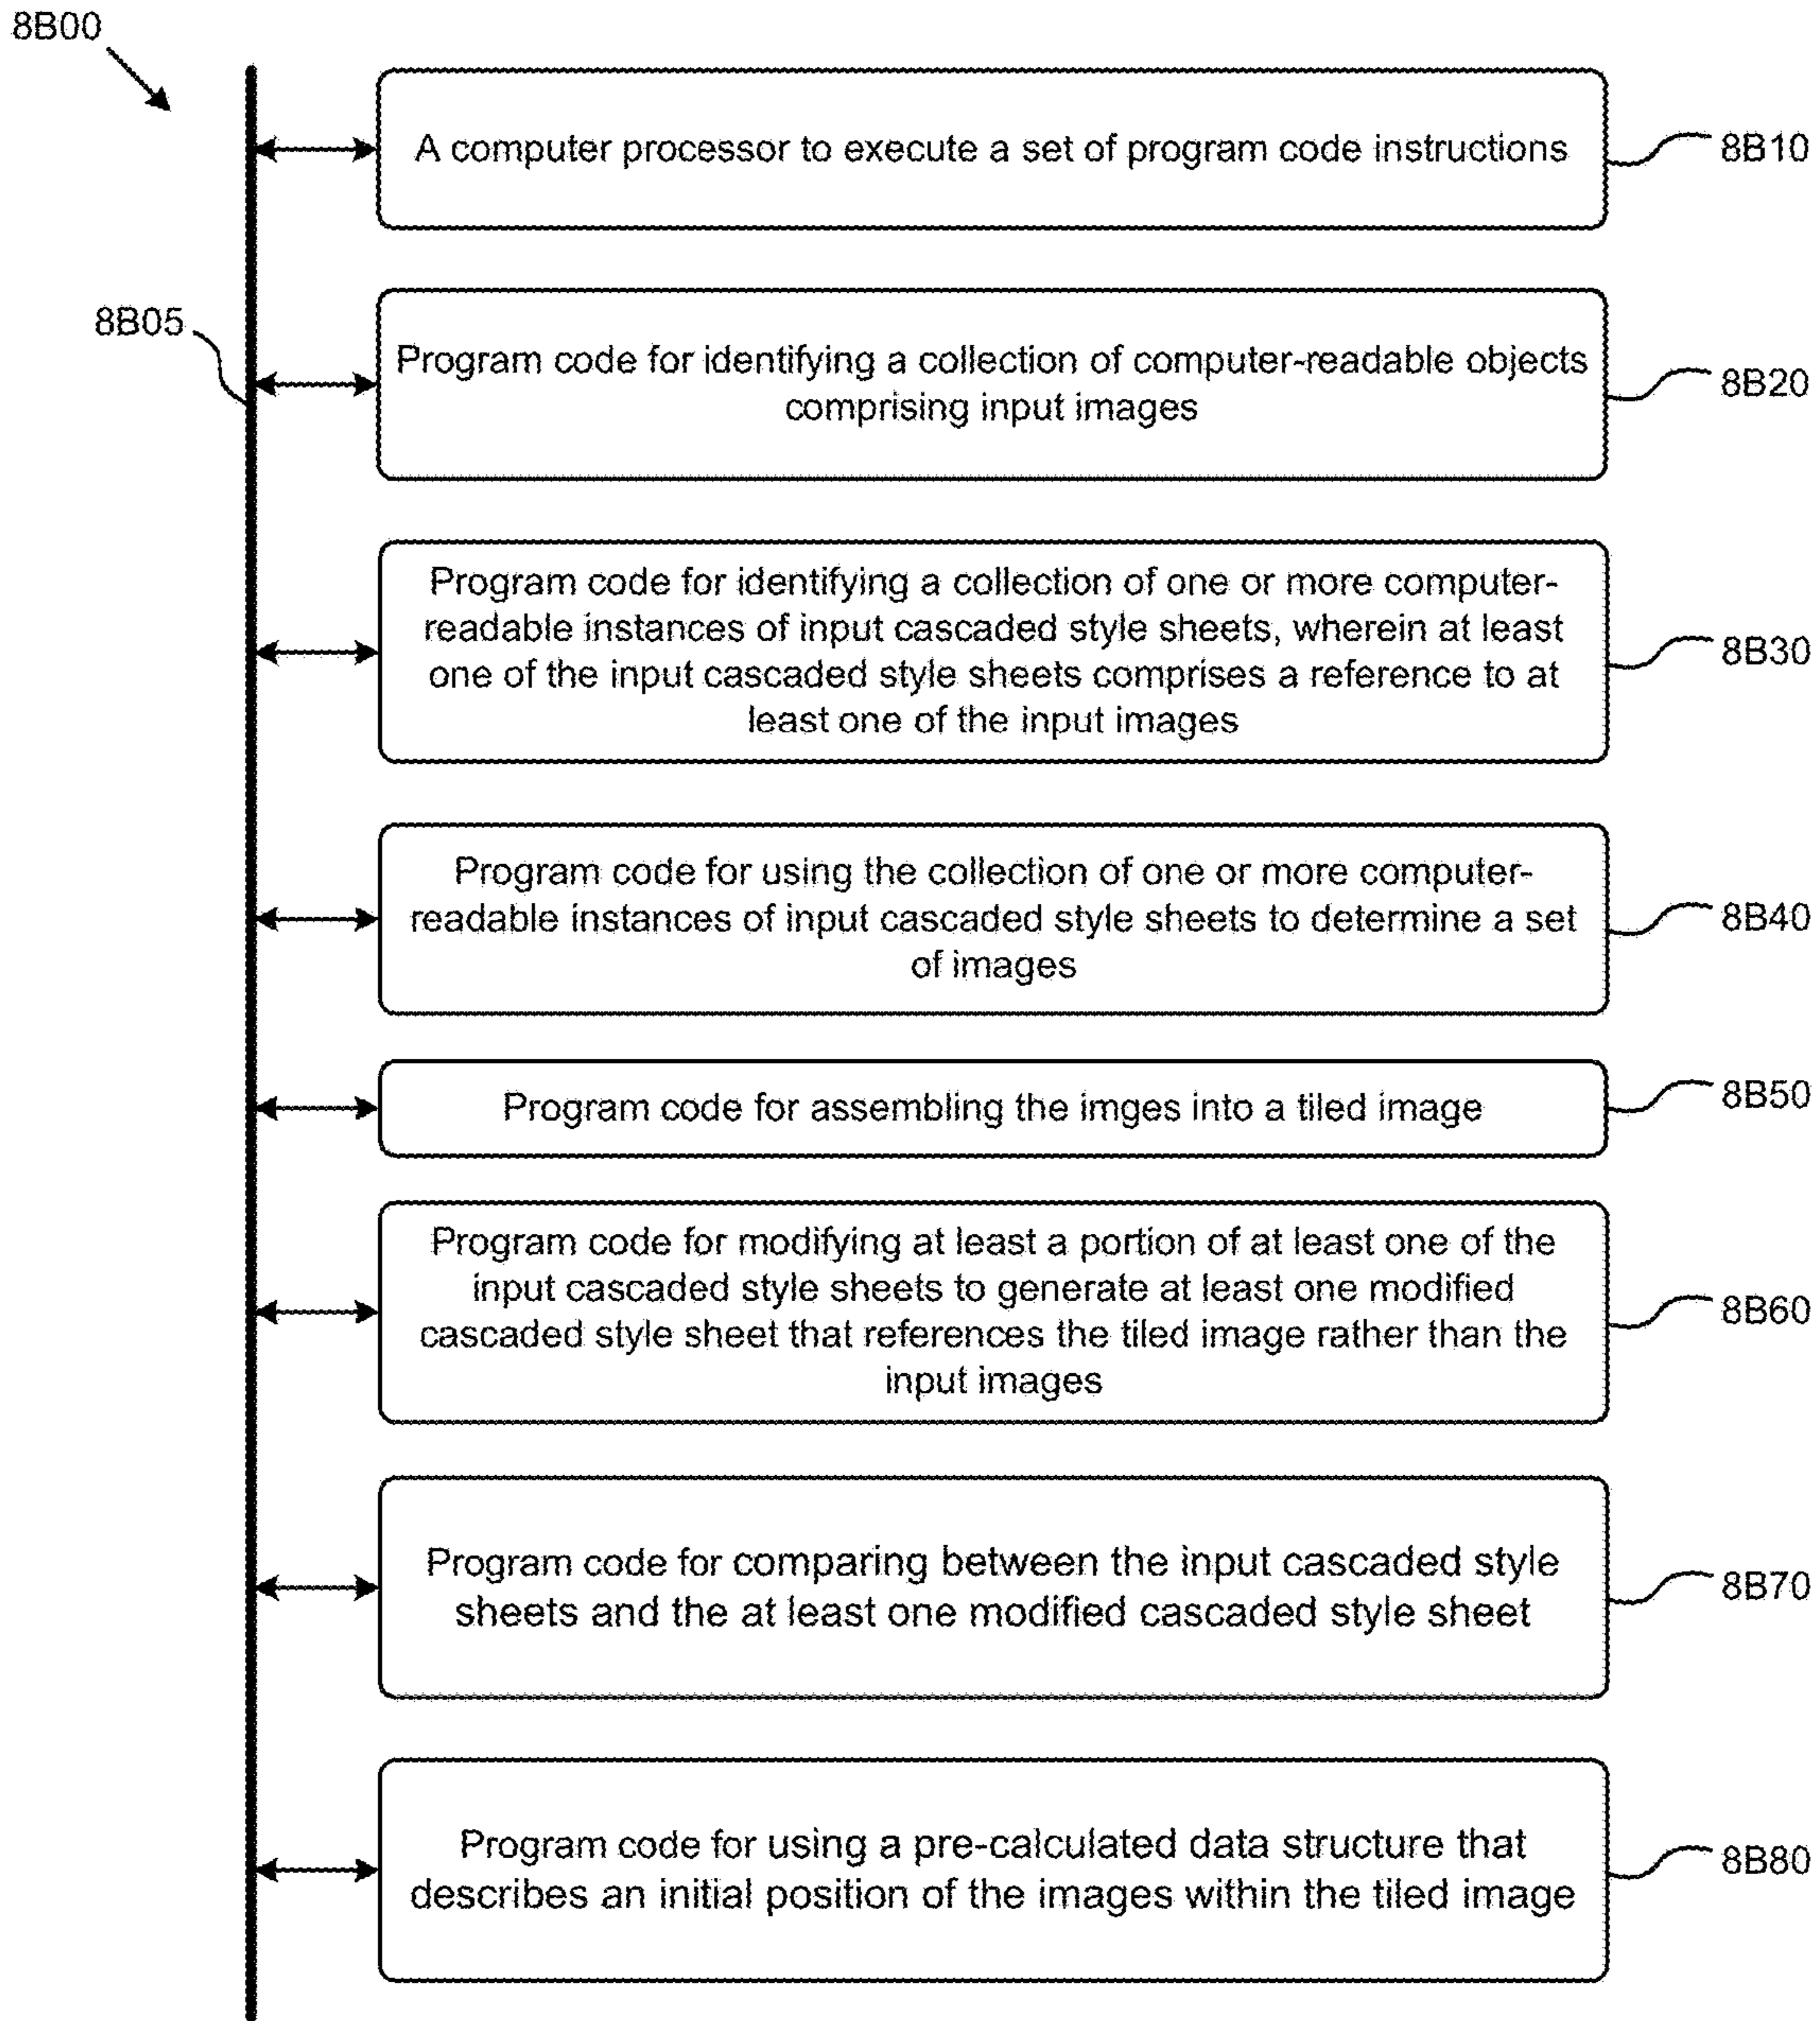 8B00
A computer processor to execute a set of program code instructions
8B10
8B05
Program code for identifying a collection of computer-readable objects
comprising input images
8B20
Program code for identifying a collection of one or more computer-
readable instances of input cascaded style sheets, wherein at least
one of the input cascaded style sheets comprises a reference to at
least one of the input images
8B30
Program code for using the collection of one or more computer-
readable instances of input cascaded style sheets to determine a set
of images
8B40
Program code for assembling the imges into a tiled image
8B50
Program code for modifying at least a portion of at least one of the
input cascaded style sheets to generate at least one modified
cascaded style sheet that references the tiled image rather than the
input images
8B60
Program code for comparing between the input cascaded style
sheets and the at least one modified cascaded style sheet
8B70
Program code for using a pre-calculated data structure that
describes an initial position of the images within the tiled image
8B80